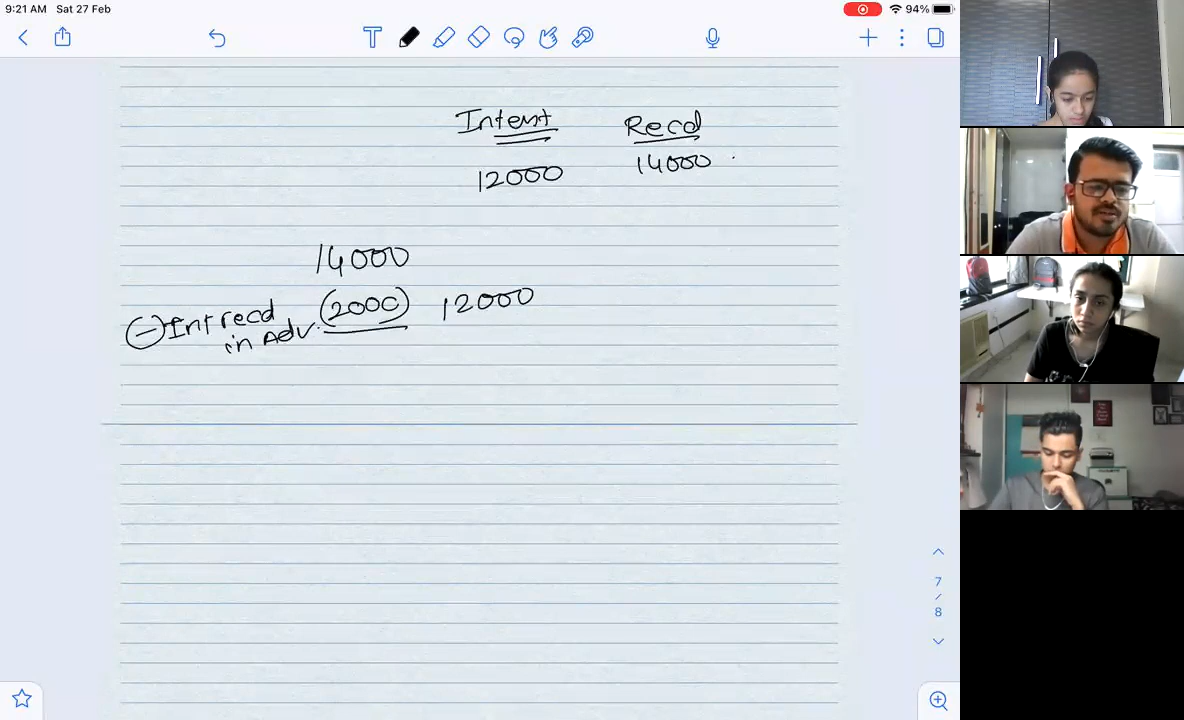 9:21 AM Sat 27 Feb
94%
Interest Recd
12000 14000
14000
(-) Int recd (2000) 12000
in Adv.
7
/
8